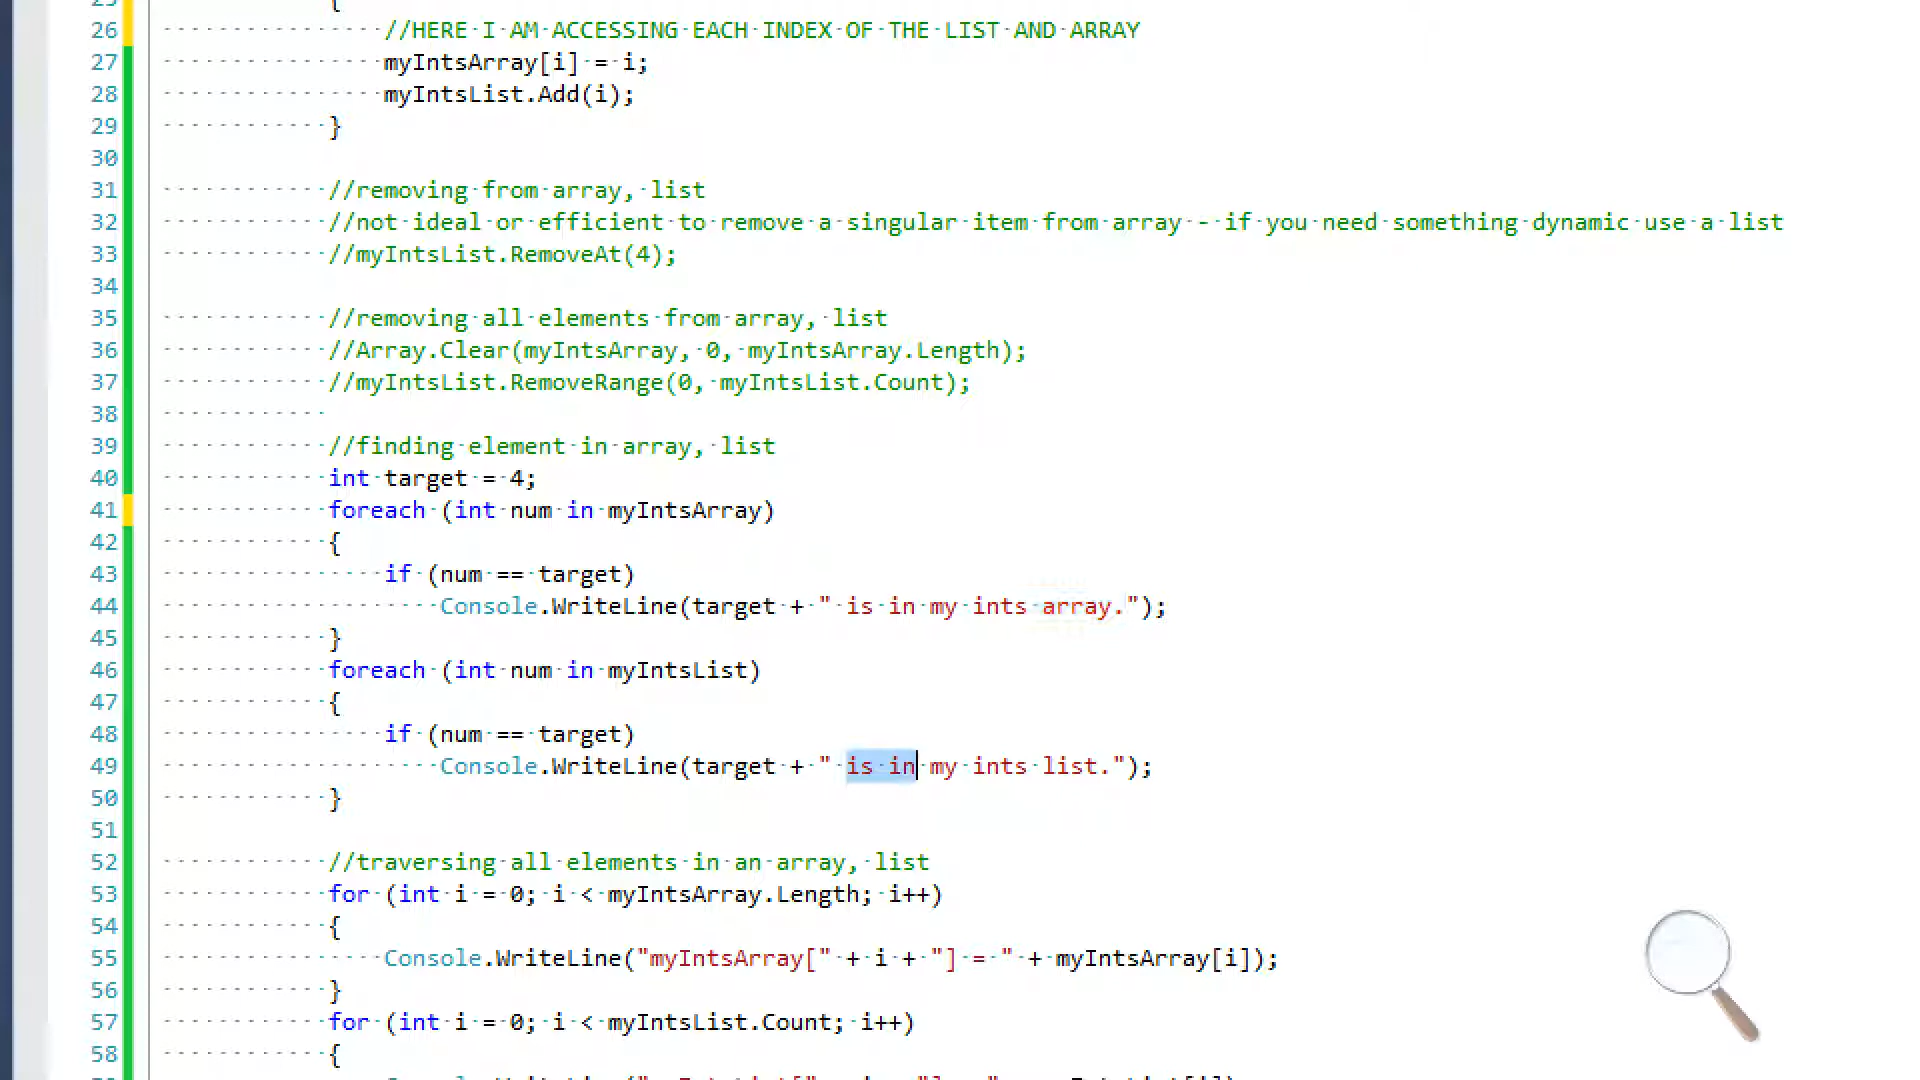 25 {
26 //HERE I AM ACCESSING EACH INDEX OF THE LIST AND ARRAY
27 myIntsArray[i] = i;
28 myIntsList.Add(i);
29 }
30
31 //removing from array, list
32 //not ideal or efficient to remove a singular item from array - if you need something dynamic use a list
33 //myIntsList.RemoveAt(4);
34
35 //removing all elements from array, list
36 //Array.Clear(myIntsArray, 0, myIntsArray.Length);
37 //myIntsList.RemoveRange(0, myIntsList.Count);
38
39 //finding element in array, list
40 int target = 4;
41 foreach (int num in myIntsArray)
42 {
43 if (num == target)
44 Console.WriteLine(target + " is in my ints array.");
45 }
46 foreach (int num in myIntsList)
47 {
48 if (num == target)
49 Console.WriteLine(target + " is in my ints list.");
50 }
51
52 //traversing all elements in an array, list
53 for (int i = 0; i < myIntsArray.Length; i++)
54 {
55 Console.WriteLine("myIntsArray[" + i + "] = " + myIntsArray[i]);
56 }
57 for (int i = 0; i < myIntsList.Count; i++)
58 {